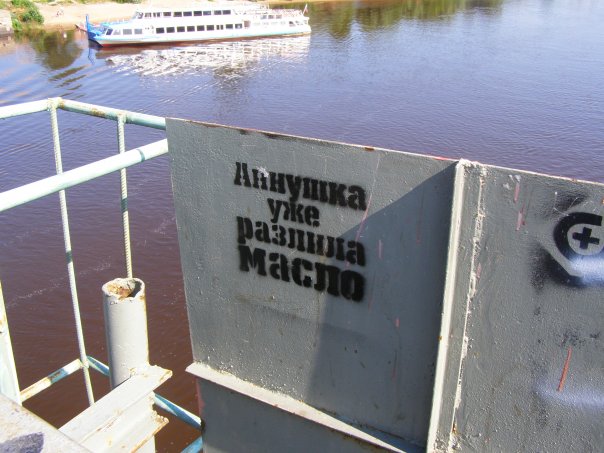 Аннушка
уже
разлила
масло